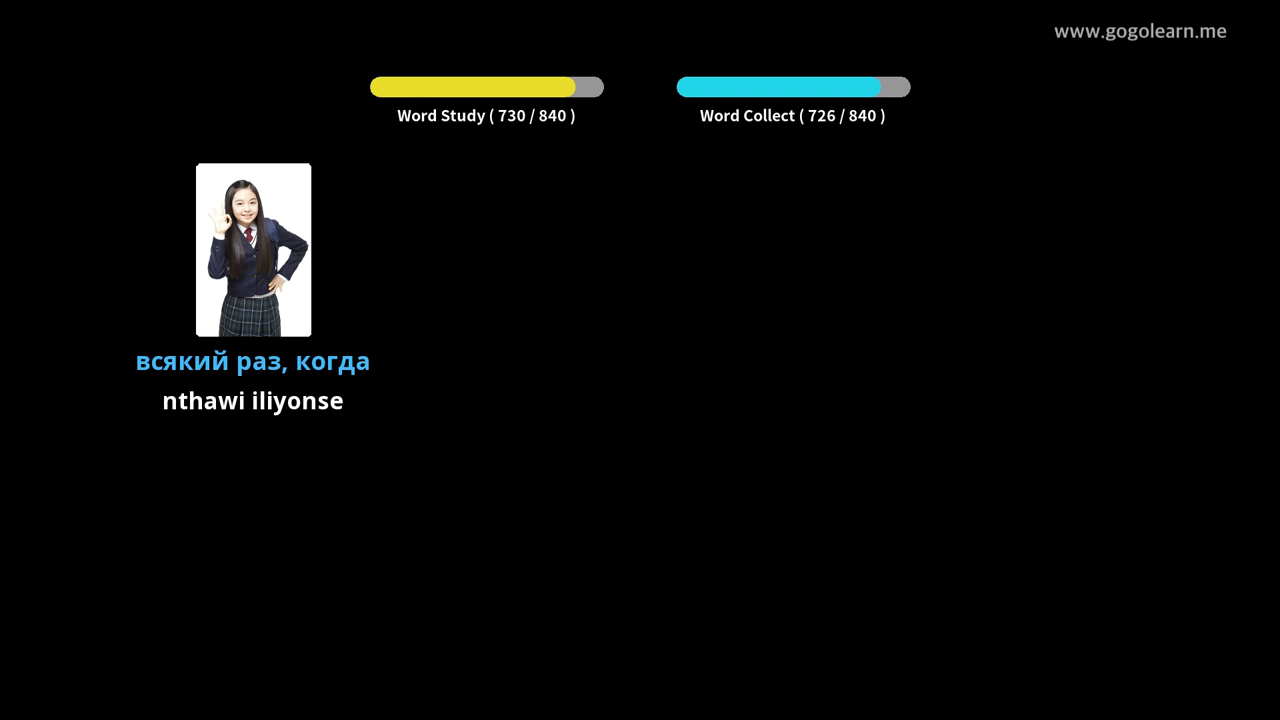 www.gogolearn.me
Word Study ( 730 / 840 )
Word Collect ( 726 / 840 )
всякий раз, когда
nthawi iliyonse